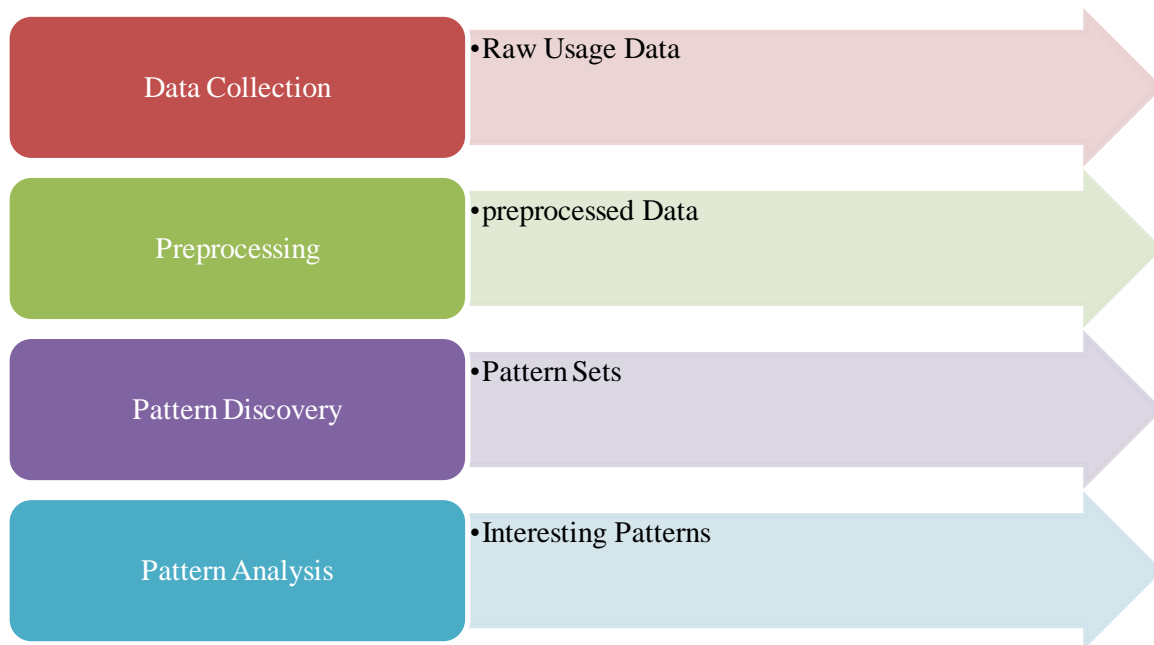 Data Collection
•Raw Usage Data
Preprocessing
•preprocessed Data
Pattern Discovery
•Pattern Sets
Pattern Analysis
•Interesting Patterns